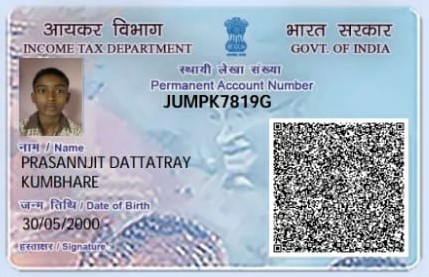 आयकर विभाग
INCOME TAX DEPARTMENT
भारत सरकार
GOVT. OF INDIA
स्थायी लेखा संख्या
Permanent Account Number
JUMPK7819G
नाम / Name
PRASANNJIT DATTATRAY
KUMBHARE
जन्म तिथि / Date of Birth
30/05/2000
हस्ताक्षर / Signature